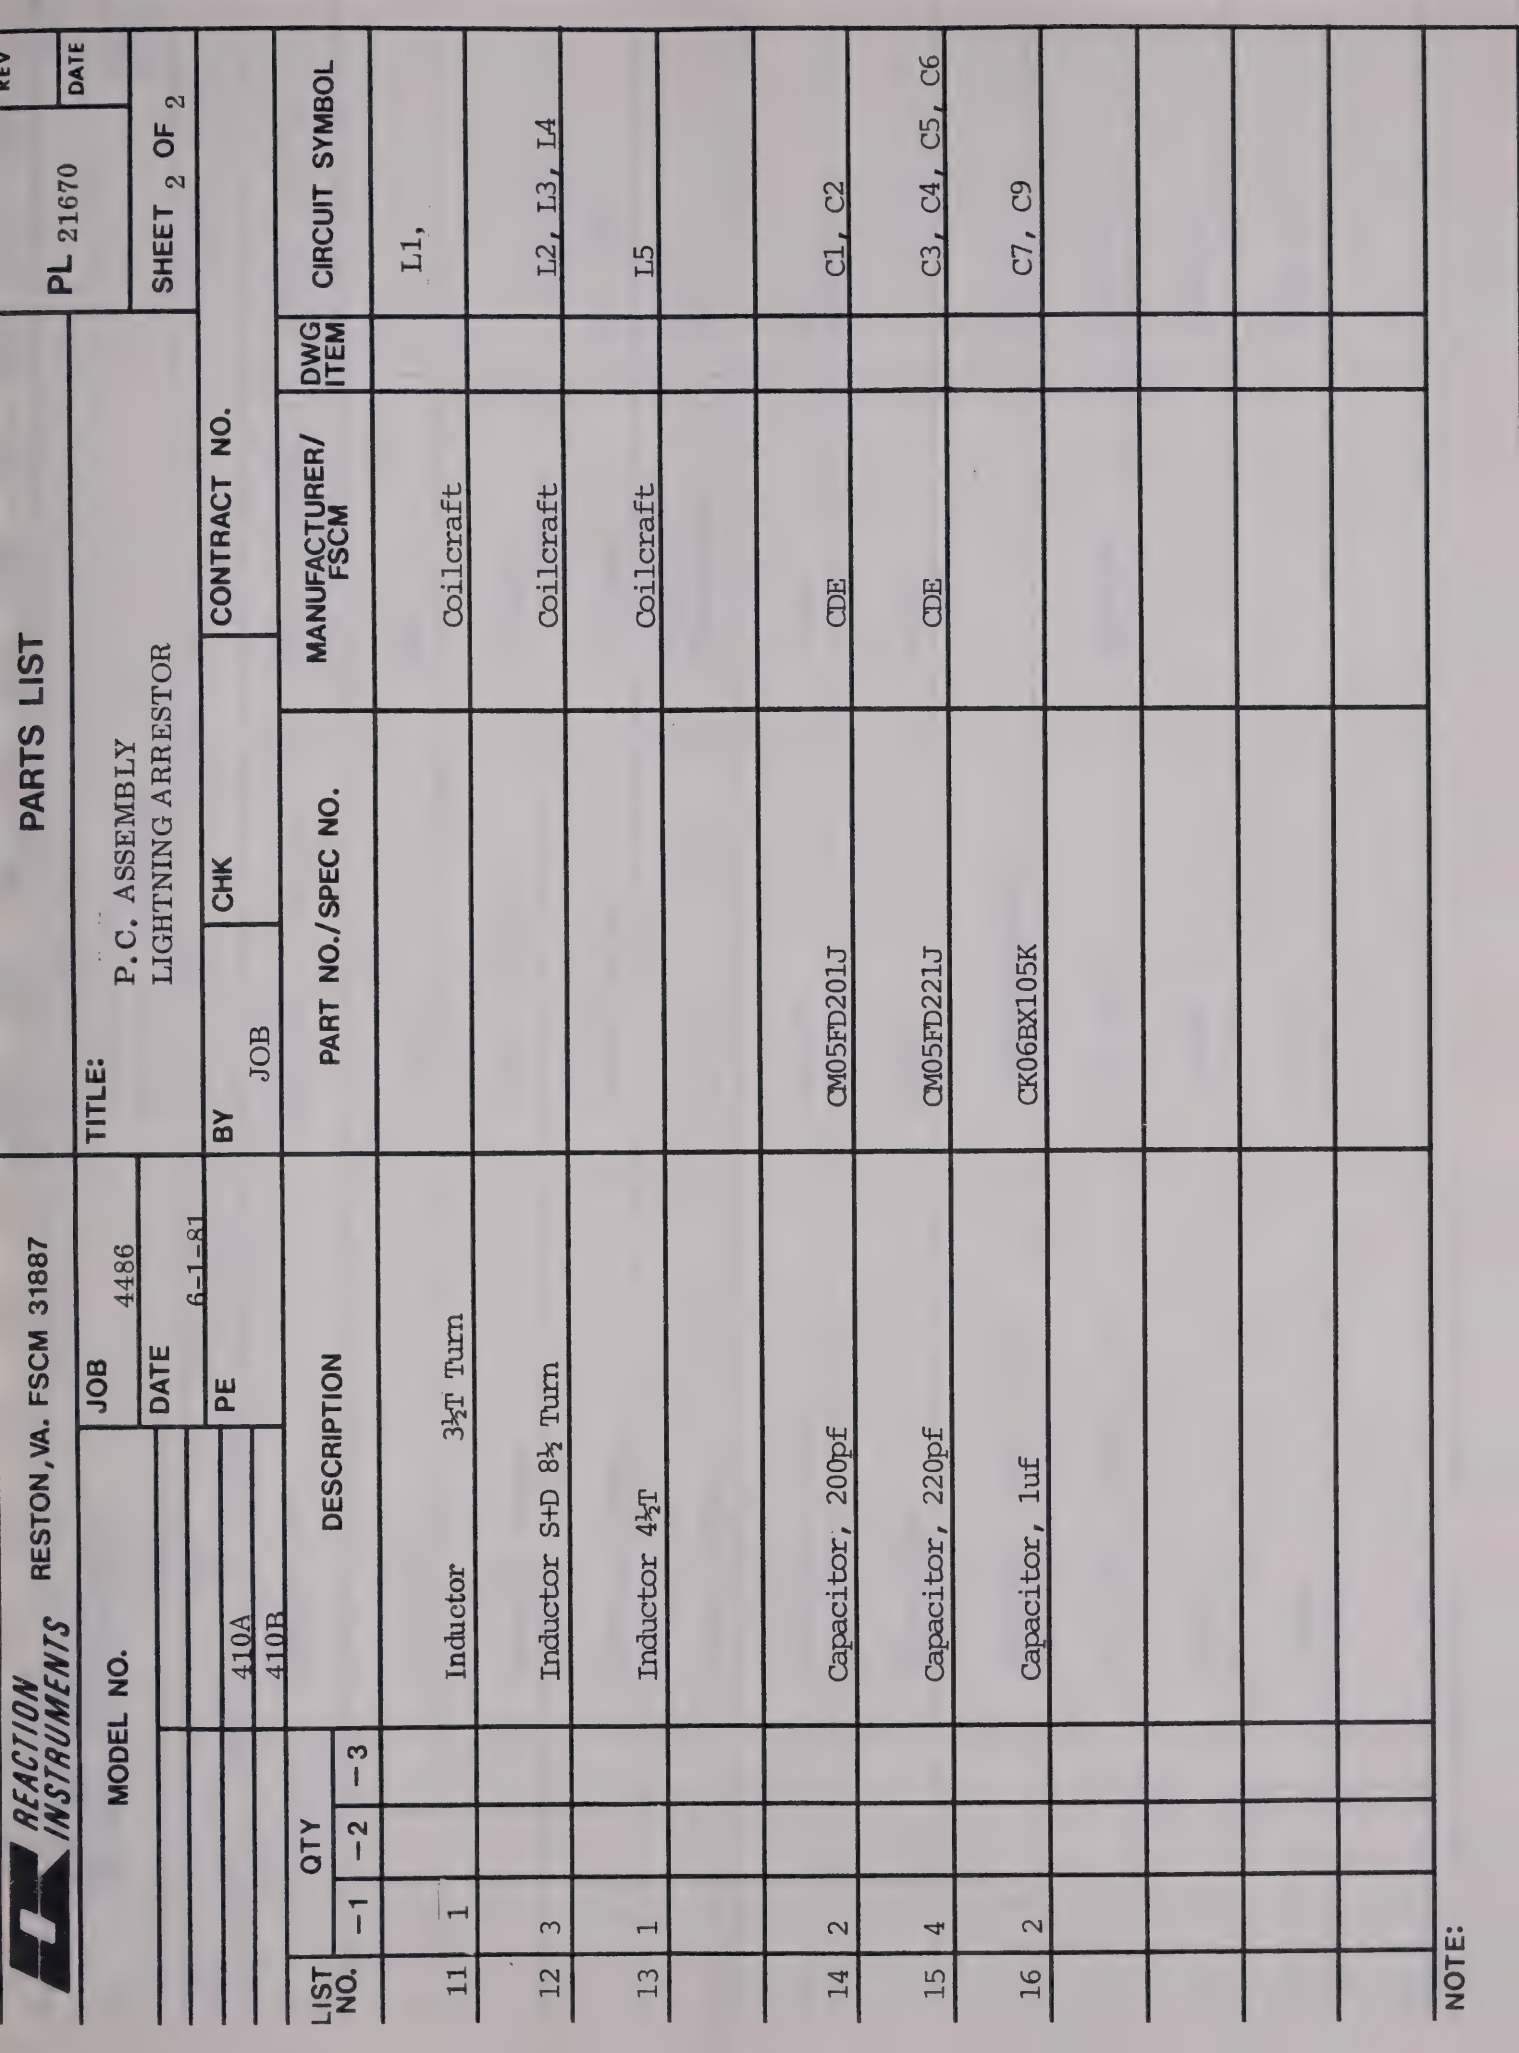 REACTION
INSTRUMENTS
RESTON, VA. FSCM 31887
PARTS LIST
PL 21670
REV
DATE
MODEL NO.
410A
410B
JOB
4486
DATE
6-1-81
PE
TITLE:
P.C. ASSEMBLY
LIGHTNING ARRESTOR
SHEET 2 OF 2
BY
JOB
CHK
CONTRACT NO.
LIST NO. QTY -1 -2 -3 DESCRIPTION PART NO./SPEC NO. MANUFACTURER/ FSCM DWG ITEM CIRCUIT SYMBOL
11 1 Inductor 3½T Turn Coilcraft L1,
12 3 Inductor S+D 8½ Turn Coilcraft L2, L3, L4
13 1 Inductor 4½T Coilcraft L5
14 2 Capacitor, 200pf CM05FD201J CDE C1, C2
15 4 Capacitor, 220pf CM05FD221J CDE C3, C4, C5, C6
16 2 Capacitor, 1uf CK06BX105K C7, C9
NOTE: